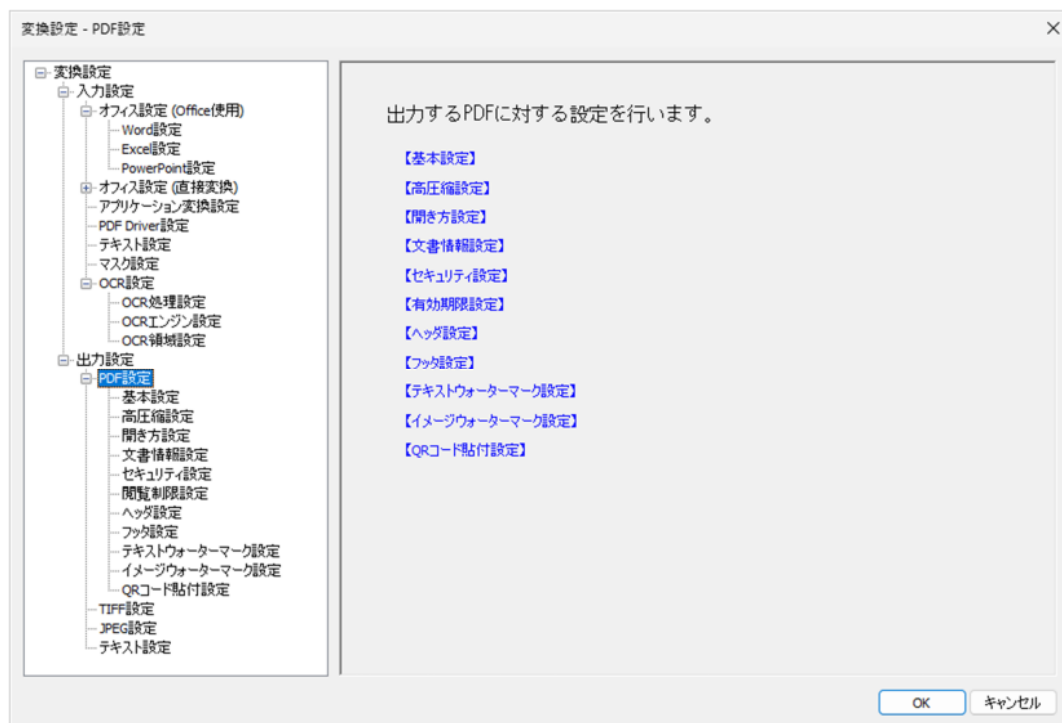 変換設定 - PDF設定
変換設定
入力設定
オフィス設定 (Office使用)
Word設定
Excel設定
PowerPoint設定
オフィス設定 (直接変換)
アプリケーション変換設定
PDF Driver設定
テキスト設定
マスク設定
OCR設定
OCR処理設定
OCRエンジン設定
OCR領域設定
出力設定
PDF設定
基本設定
高圧縮設定
開き方設定
文書情報設定
セキュリティ設定
閲覧制限設定
ヘッダ設定
フッタ設定
テキストウォーターマーク設定
イメージウォーターマーク設定
QRコード貼付設定
TIFF設定
JPEG設定
テキスト設定
出力するPDFに対する設定を行います。
【基本設定】
【高圧縮設定】
【開き方設定】
【文書情報設定】
【セキュリティ設定】
【有効期限設定】
【ヘッダ設定】
【フッタ設定】
【テキストウォーターマーク設定】
【イメージウォーターマーク設定】
【QRコード貼付設定】
OK
キャンセル